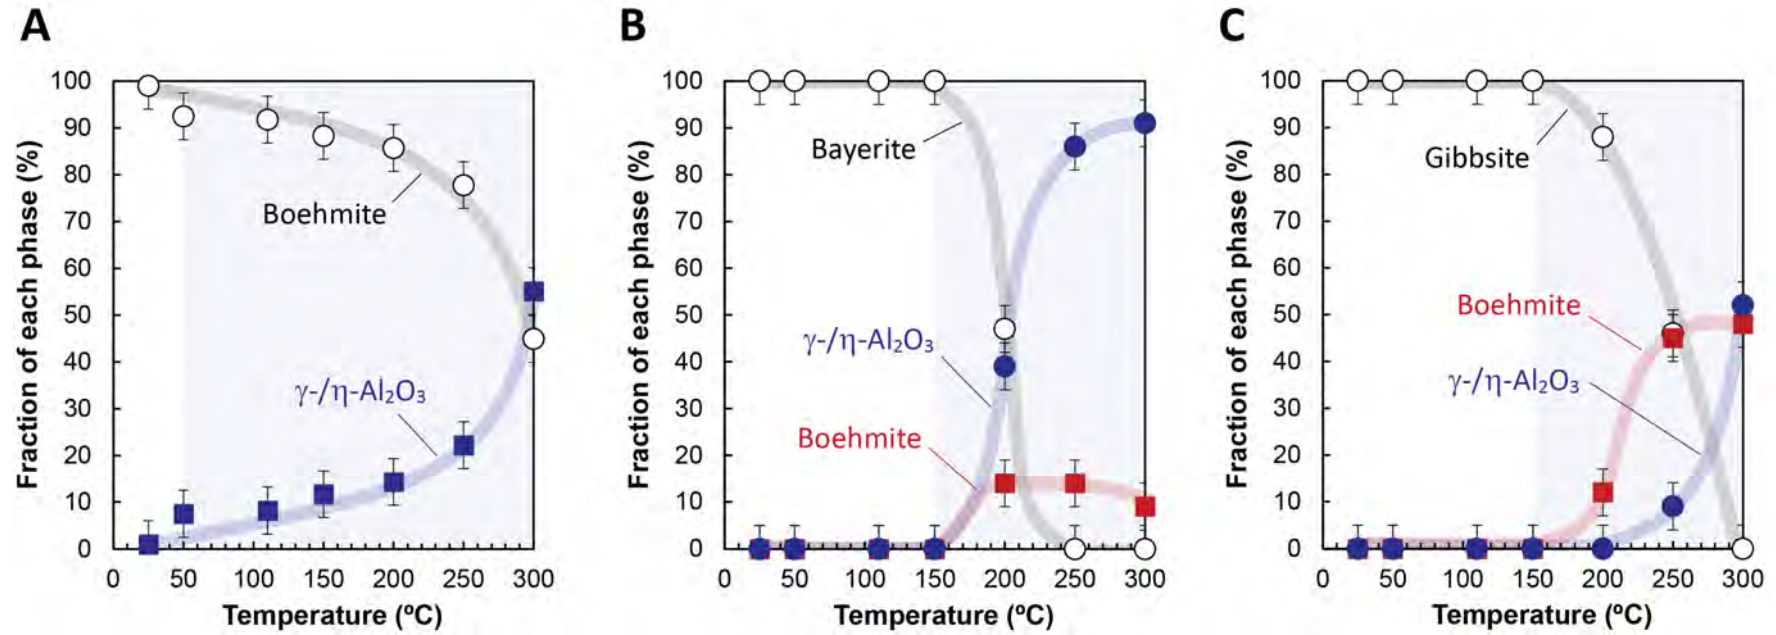 A
Fraction of each phase (%)
100
90
80
70
60
50
40
30
20
10
0
Boehmite
γ-/η-Al₂O₃
0 50 100 150 200 250 300
Temperature (ºC)
B
Fraction of each phase (%)
100
90
80
70
60
50
40
30
20
10
0
Bayerite
γ-/η-Al₂O₃
Boehmite
0 50 100 150 200 250 300
Temperature (ºC)
C
Fraction of each phase (%)
100
90
80
70
60
50
40
30
20
10
0
Gibbsite
Boehmite
γ-/η-Al₂O₃
0 50 100 150 200 250 300
Temperature (ºC)